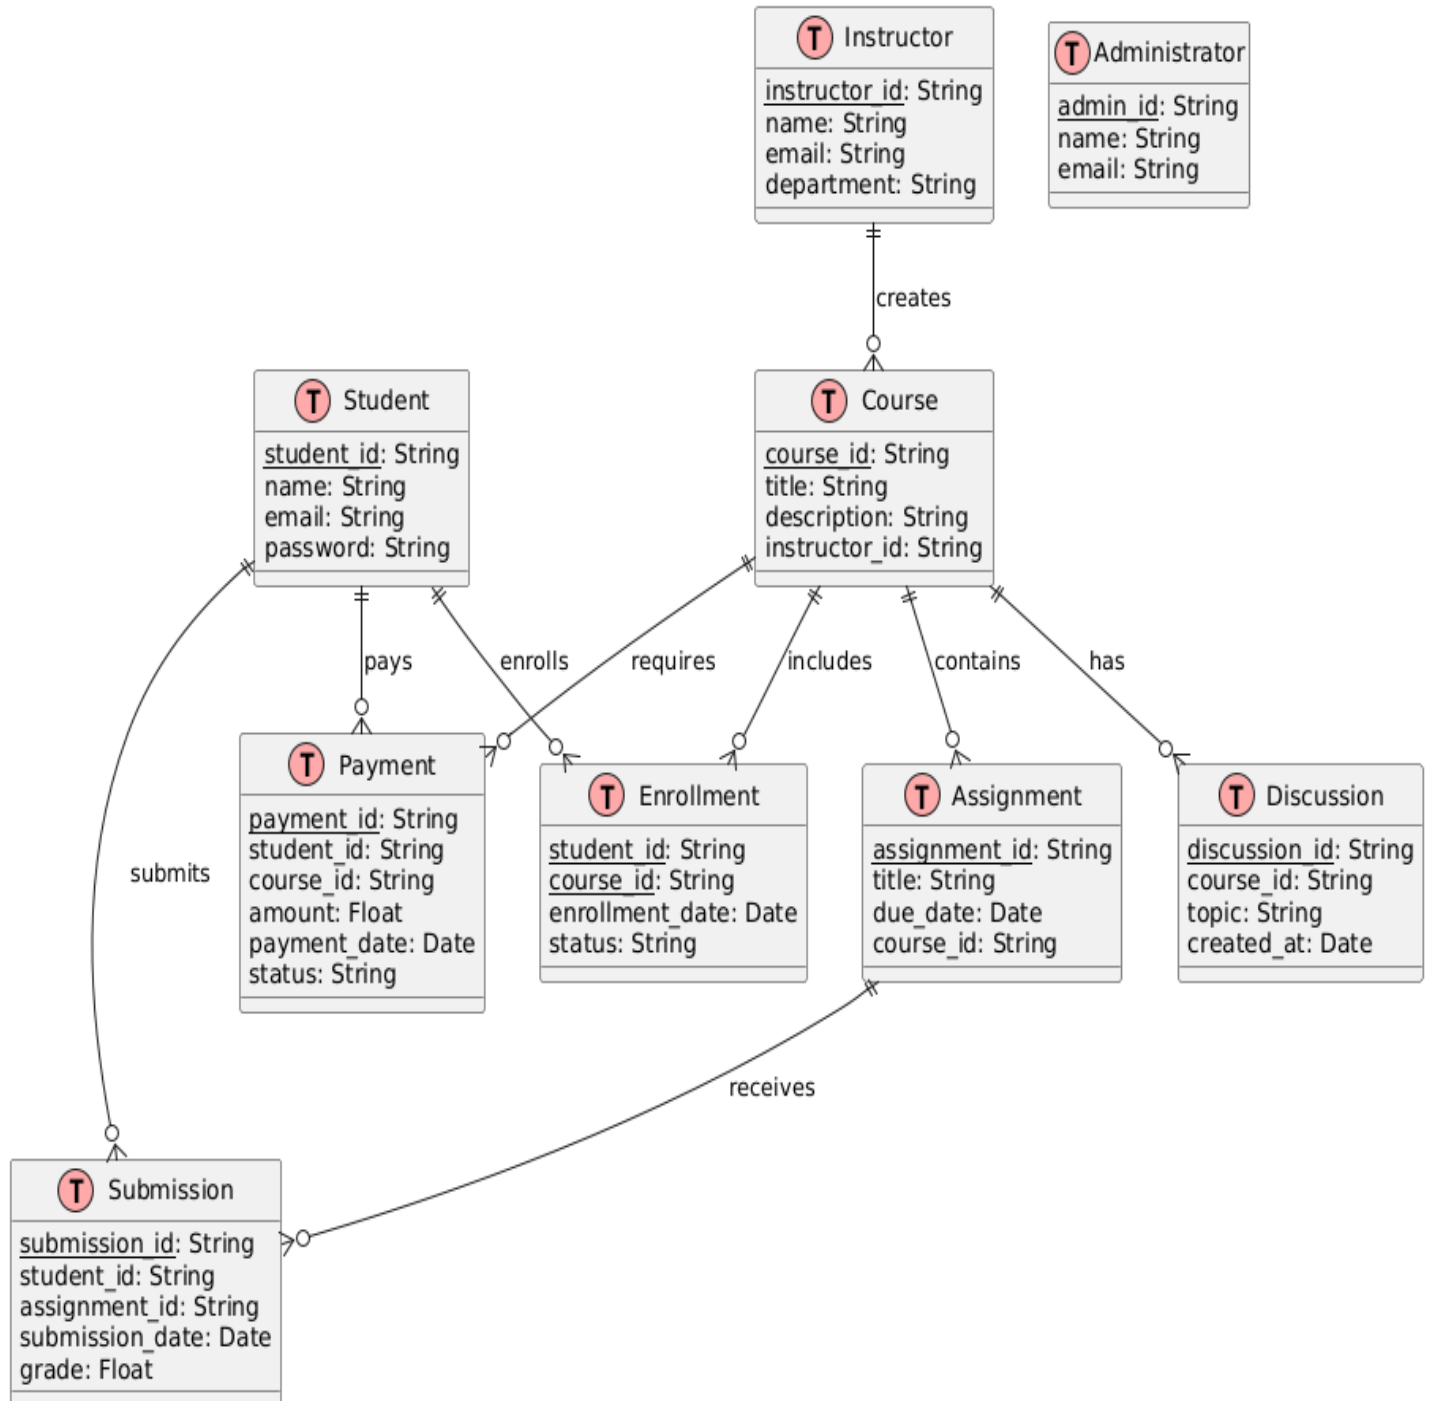 T Instructor
instructor_id: String
name: String
email: String
department: String
T Administrator
admin_id: String
name: String
email: String
creates
T Student
student_id: String
name: String
email: String
password: String
T Course
course_id: String
title: String
description: String
instructor_id: String
pays
enrolls
requires
includes
contains
has
T Payment
payment_id: String
student_id: String
course_id: String
amount: Float
payment_date: Date
status: String
T Enrollment
student_id: String
course_id: String
enrollment_date: Date
status: String
T Assignment
assignment_id: String
title: String
due_date: Date
course_id: String
T Discussion
discussion_id: String
course_id: String
topic: String
created_at: Date
submits
receives
T Submission
submission_id: String
student_id: String
assignment_id: String
submission_date: Date
grade: Float